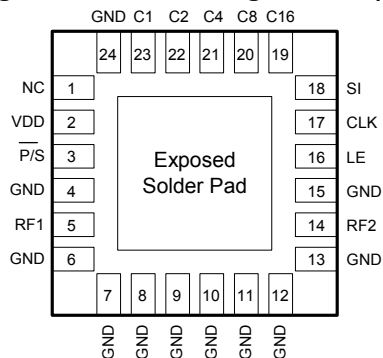 GND C1 C2 C4 C8 C16
24 23 22 21 20 19
NC 1 18 SI
VDD 2 17 CLK
P/S 3 16 LE
GND 4 15 GND
RF1 5 14 RF2
GND 6 13 GND
Exposed
Solder Pad
7 8 9 10 11 12
GND GND GND GND GND GND